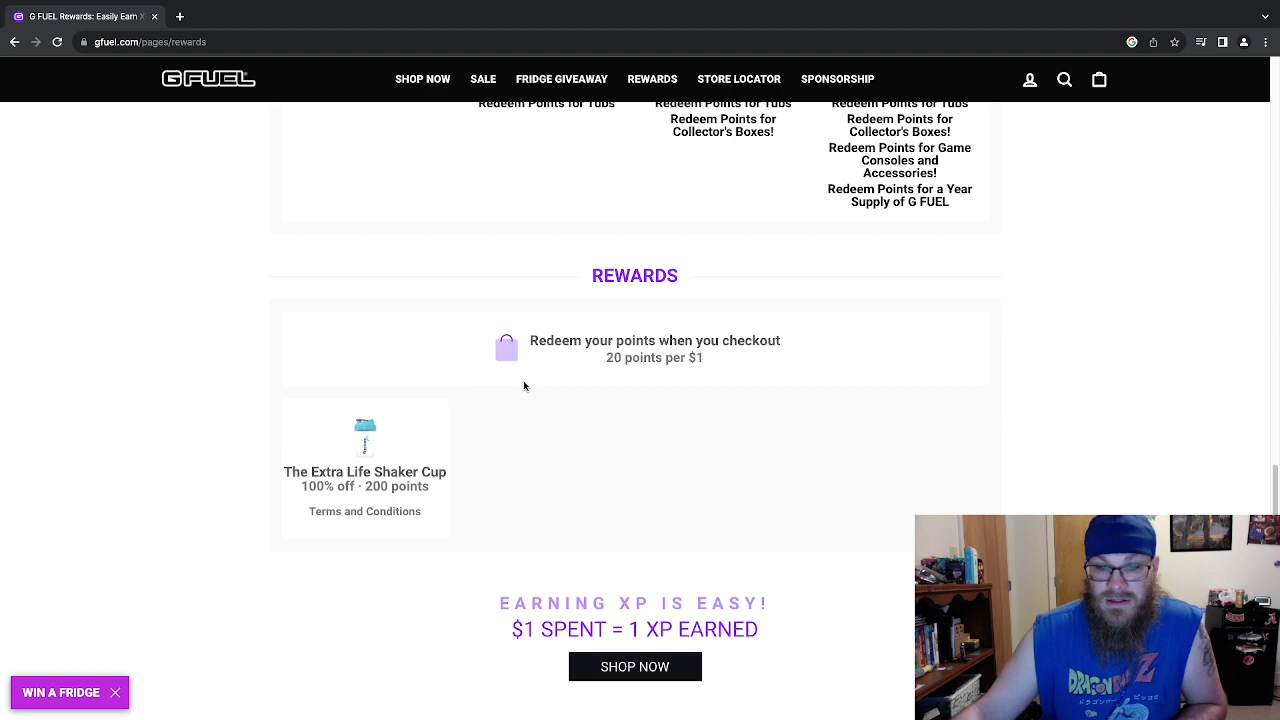 G FUEL Rewards: Easily Earn X
gfuel.com/pages/rewards
G FUEL
SHOP NOW
SALE
FRIDGE GIVEAWAY
REWARDS
STORE LOCATOR
SPONSORSHIP
Redeem Points for Tubs
Redeem Points for Tubs
Redeem Points for
Collector's Boxes!
Redeem Points for Tubs
Redeem Points for
Collector's Boxes!
Redeem Points for Game
Consoles and
Accessories!
Redeem Points for a Year
Supply of G FUEL
REWARDS
Redeem your points when you checkout
20 points per $1
The Extra Life Shaker Cup
100% off · 200 points
Terms and Conditions
EARNING XP IS EASY!
$1 SPENT = 1 XP EARNED
SHOP NOW
WIN A FRIDGE
DRAGON BALL Z